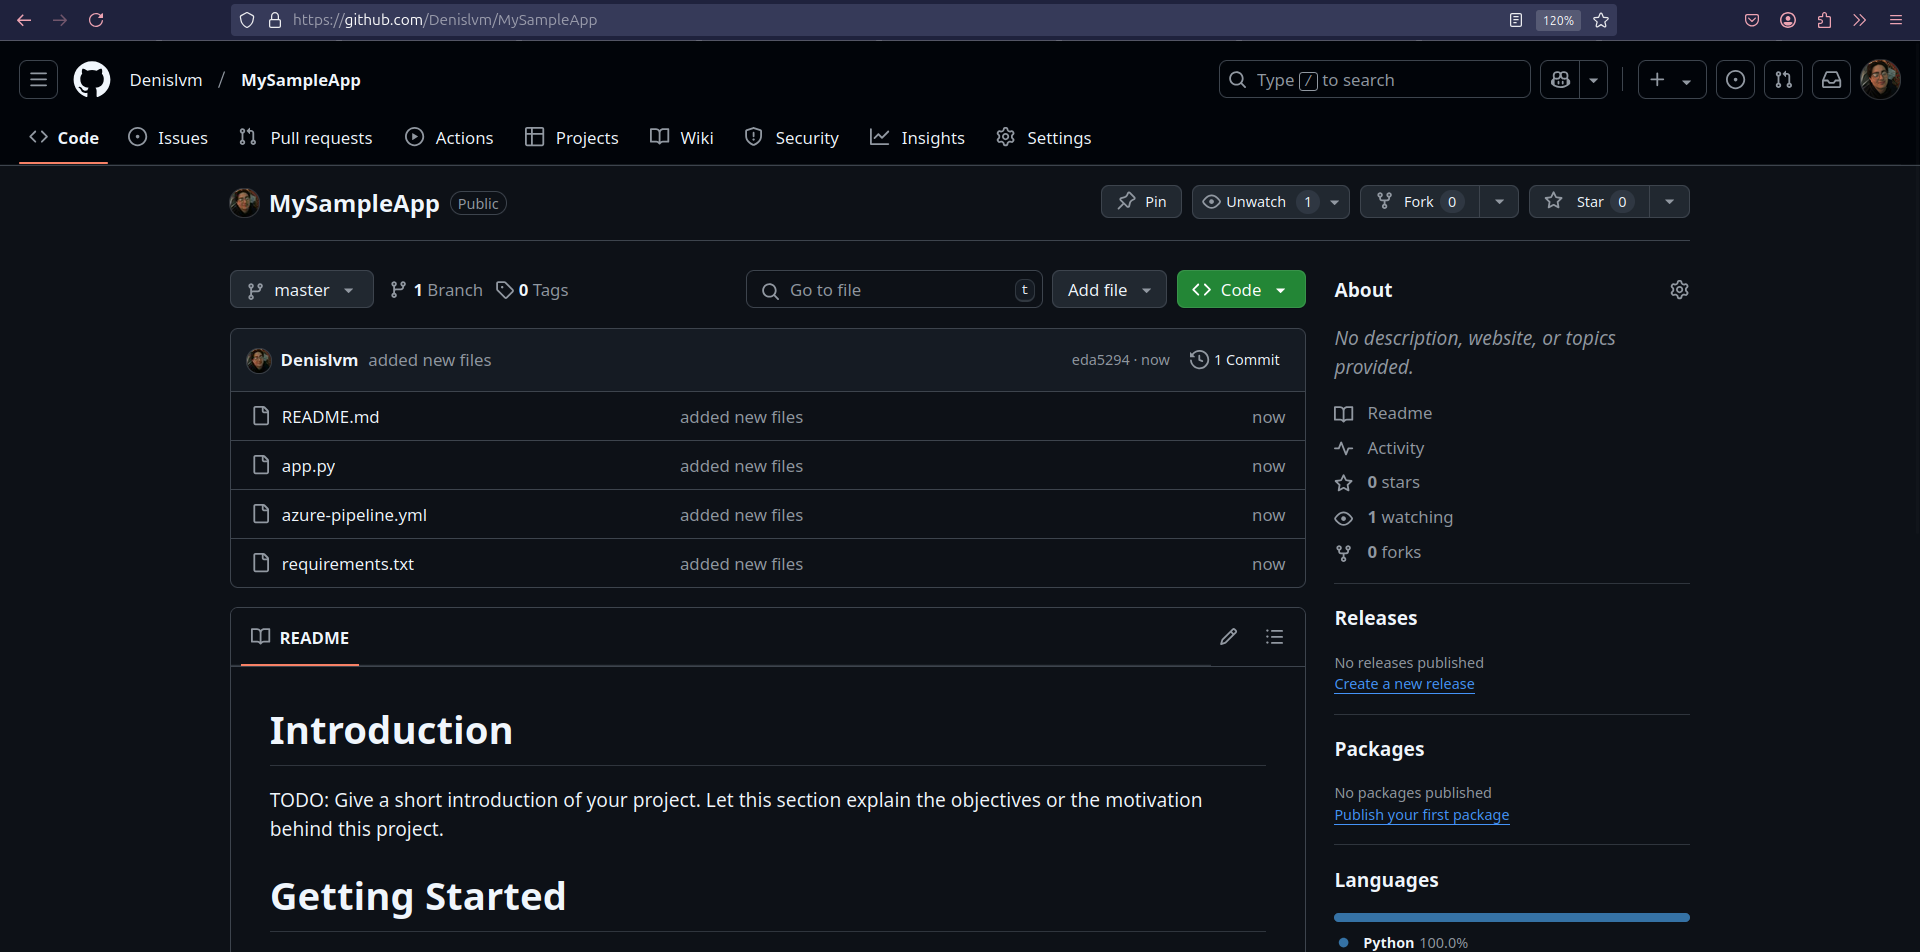 https://github.com/Denislvm/MySampleApp
120%
Denislvm / MySampleApp
Type / to search
Code
Issues
Pull requests
Actions
Projects
Wiki
Security
Insights
Settings
MySampleApp Public
Pin
Unwatch 1
Fork 0
Star 0
master
1 Branch
0 Tags
Go to file
t
Add file
Code
Denislvm added new files
eda5294 · now
1 Commit
README.md added new files now
app.py added new files now
azure-pipeline.yml added new files now
requirements.txt added new files now
README
Introduction
TODO: Give a short introduction of your project. Let this section explain the objectives or the motivation
behind this project.
Getting Started
About
No description, website, or topics
provided.
Readme
Activity
0 stars
1 watching
0 forks
Releases
No releases published
Create a new release
Packages
No packages published
Publish your first package
Languages
Python 100.0%